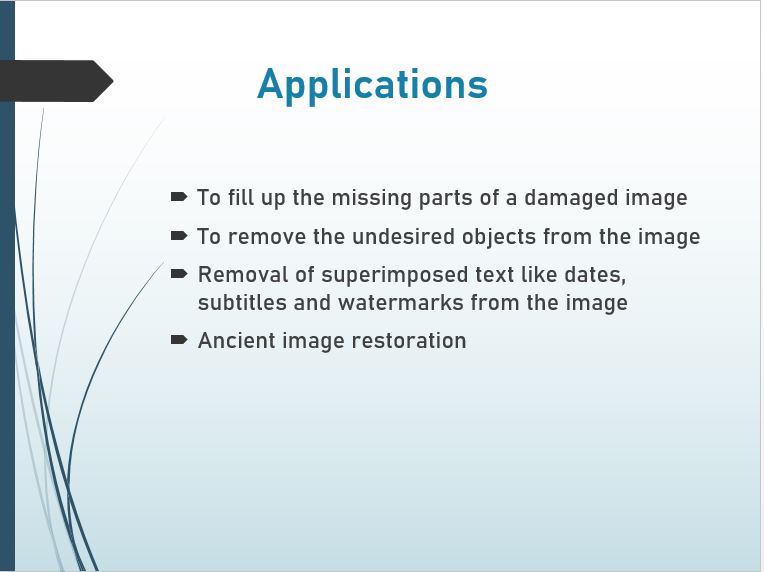 Applications
To fill up the missing parts of a damaged image
To remove the undesired objects from the image
Removal of superimposed text like dates,
subtitles and watermarks from the image
Ancient image restoration